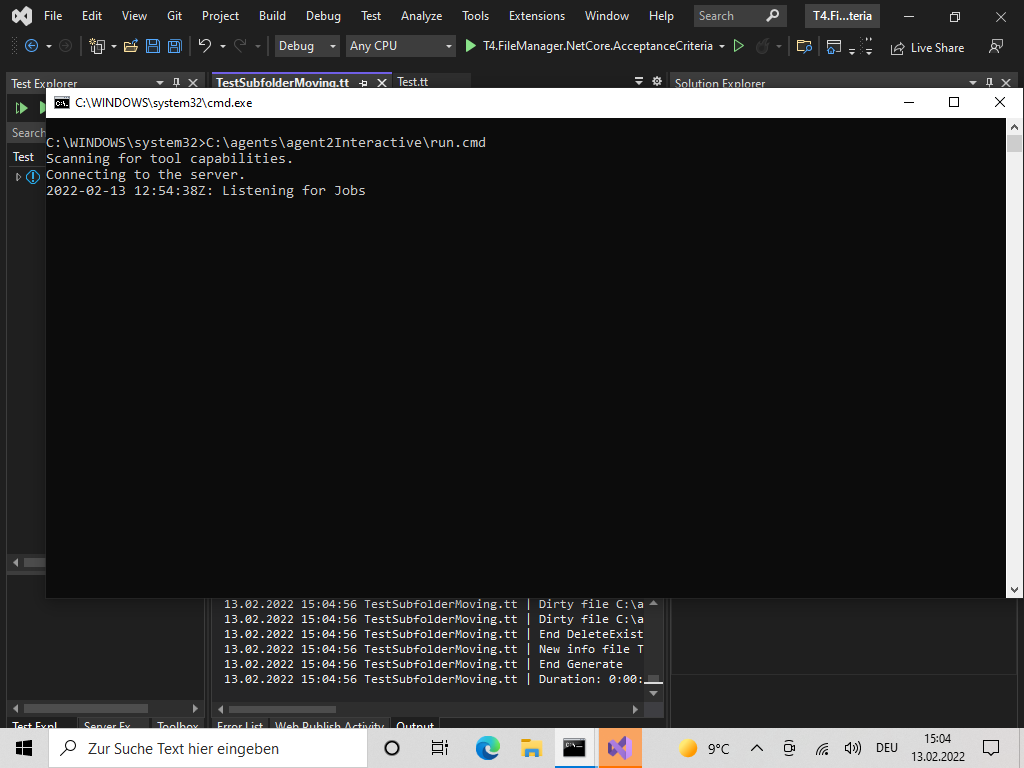 File Edit View Git Project Build Debug Test Analyze Tools Extensions Window Help Search T4.Fi...teria
Debug Any CPU T4.FileManager.NetCore.AcceptanceCriteria Live Share
Test Explorer TestSubfolderMoving.tt Test.tt Solution Explorer
C:\WINDOWS\system32\cmd.exe
Search
Test
C:\WINDOWS\system32>C:\agents\agent2Interactive\run.cmd
Scanning for tool capabilities.
Connecting to the server.
2022-02-13 12:54:38Z: Listening for Jobs
13.02.2022 15:04:56 TestSubfolderMoving.tt | Dirty file C:\a
13.02.2022 15:04:56 TestSubfolderMoving.tt | Dirty file C:\a
13.02.2022 15:04:56 TestSubfolderMoving.tt | End DeleteExist
13.02.2022 15:04:56 TestSubfolderMoving.tt | New info file T
13.02.2022 15:04:56 TestSubfolderMoving.tt | End Generate
13.02.2022 15:04:56 TestSubfolderMoving.tt | Duration: 0:00:
Test Expl... Server Ex... Toolbox Error List Web Publish Activity Output
Zur Suche Text hier eingeben 9°C DEU 15:04
13.02.2022